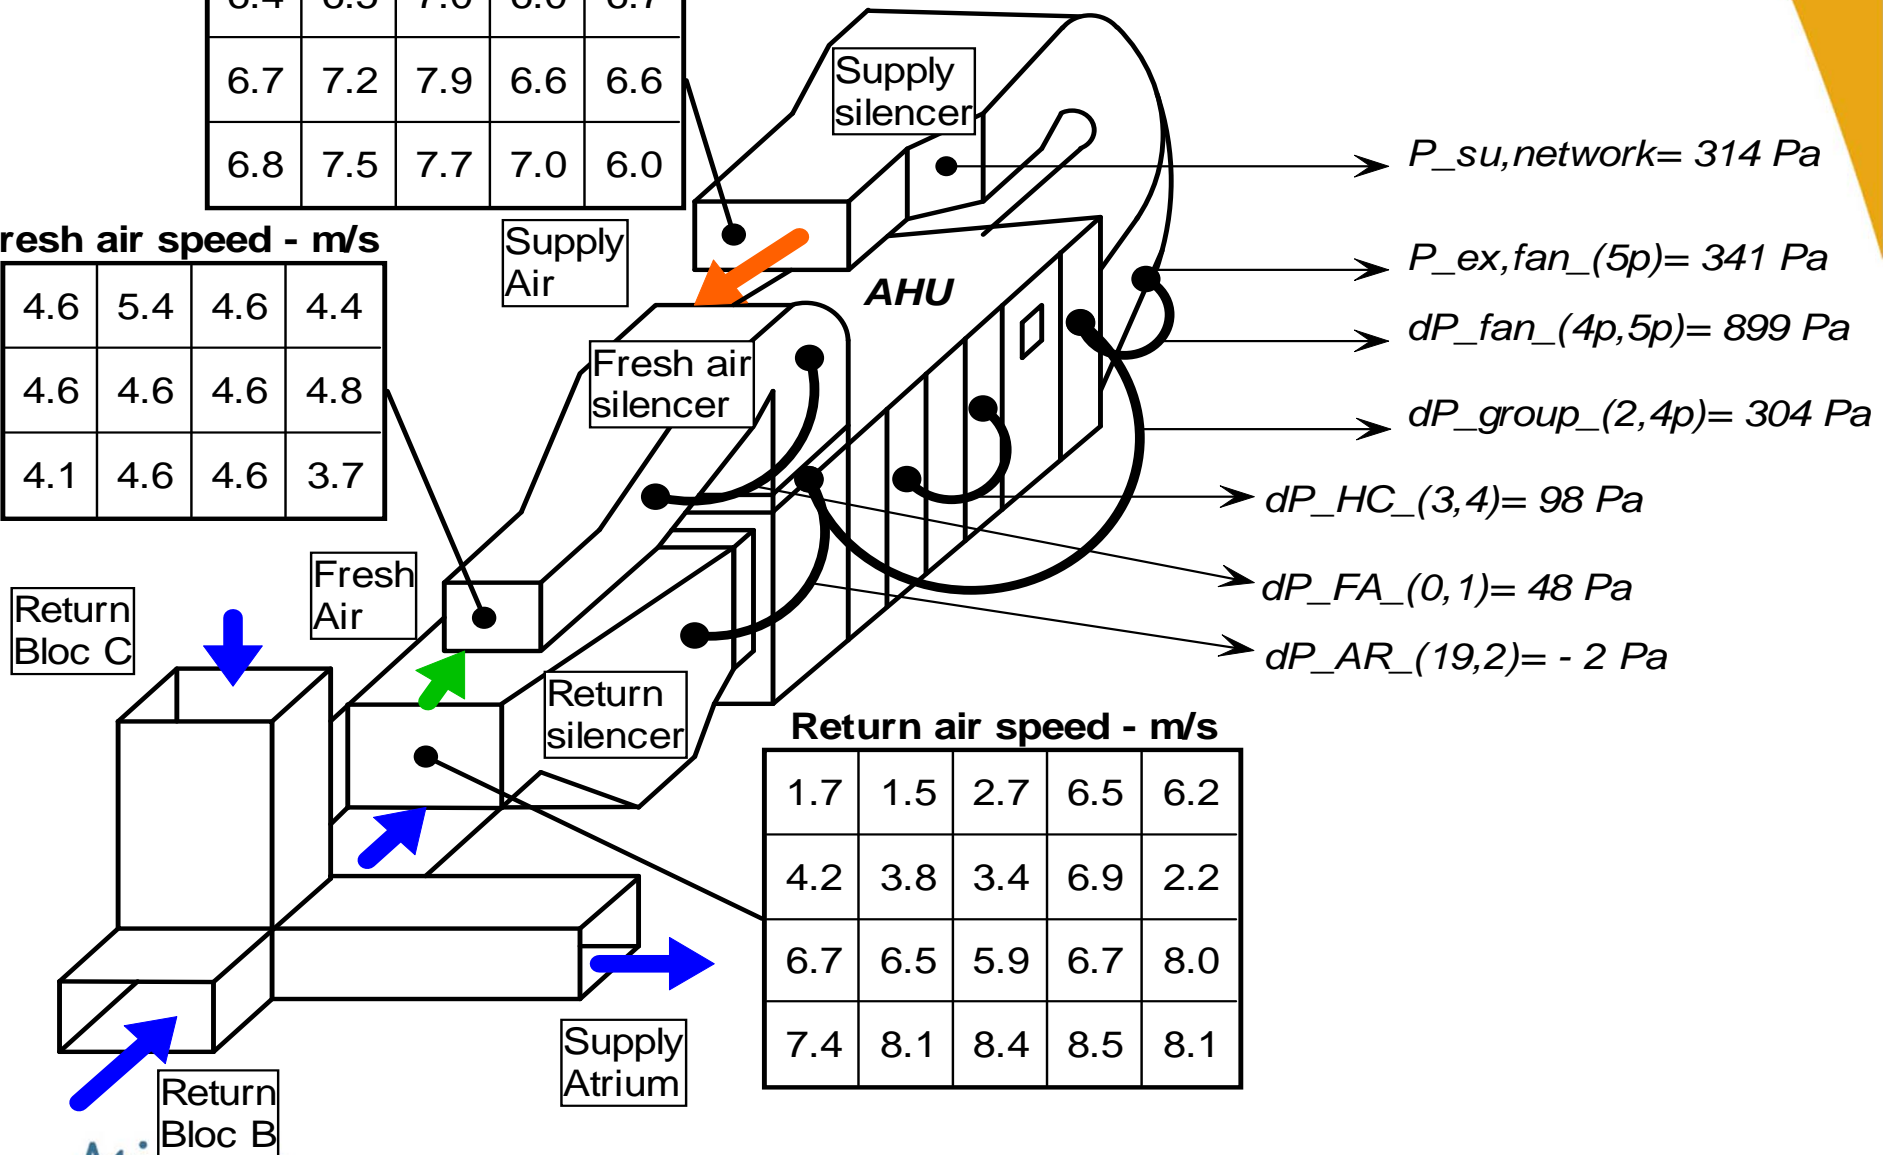 6.7 7.2 7.9 6.6 6.6
6.8 7.5 7.7 7.0 6.0
Supply
silencer
P_su,network= 314 Pa
P_ex,fan_(5p)= 341 Pa
dP_fan_(4p,5p)= 899 Pa
dP_group_(2,4p)= 304 Pa
dP_HC_(3,4)= 98 Pa
dP_FA_(0,1)= 48 Pa
dP_AR_(19,2)= - 2 Pa
Supply
Air
AHU
resh air speed - m/s
4.6 5.4 4.6 4.4
4.6 4.6 4.6 4.8
4.1 4.6 4.6 3.7
Fresh air
silencer
Fresh
Air
Return
Bloc C
Return
silencer
Return air speed - m/s
1.7 1.5 2.7 6.5 6.2
4.2 3.8 3.4 6.9 2.2
6.7 6.5 5.9 6.7 8.0
7.4 8.1 8.4 8.5 8.1
Supply
Atrium
Return
Bloc B